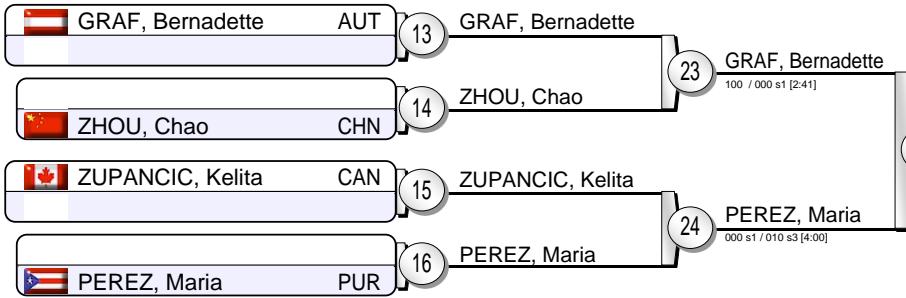 GRAF, Bernadette AUT
13
GRAF, Bernadette
23
GRAF, Bernadette
100 / 000 s1 [2:41]
14
ZHOU, Chao
ZHOU, Chao CHN
ZUPANCIC, Kelita CAN
15
ZUPANCIC, Kelita
24
PEREZ, Maria
000 s1 / 010 s3 [4:00]
16
PEREZ, Maria
PEREZ, Maria PUR